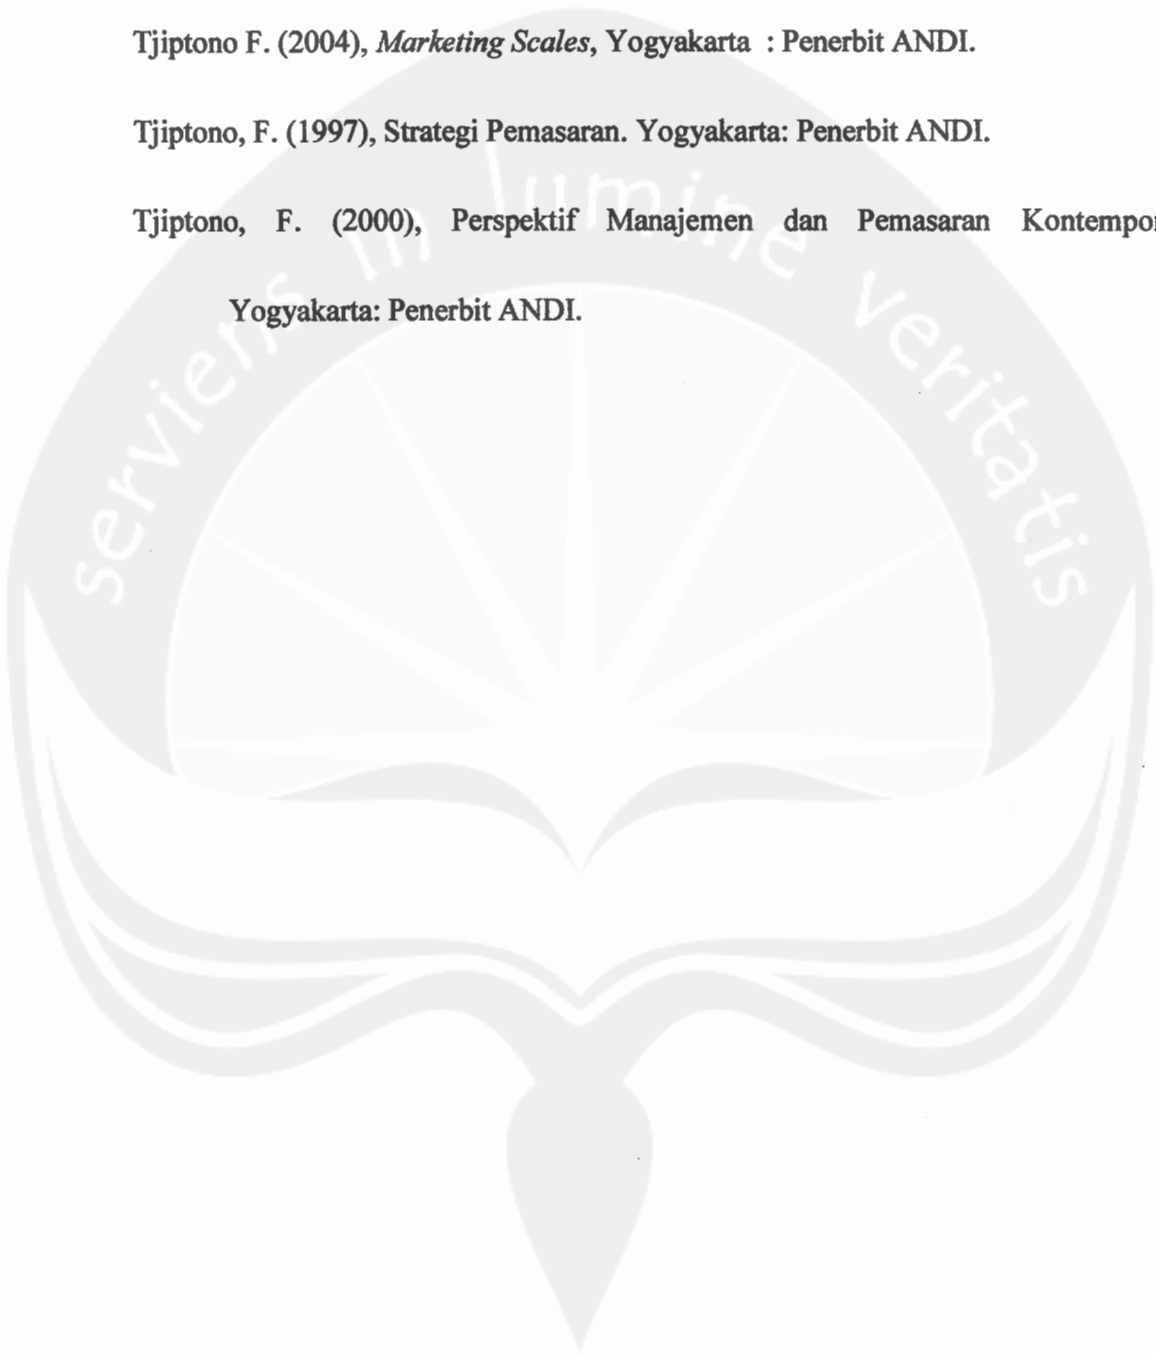 Tjiptono F. (2004), Marketing Scales, Yogyakarta : Penerbit ANDI.
Tjiptono, F. (1997), Strategi Pemasaran. Yogyakarta: Penerbit ANDI.
Tjiptono, F. (2000), Perspektif Manajemen dan Pemasaran
Yogyakarta: Penerbit ANDI.
serviens in lumine veritatis